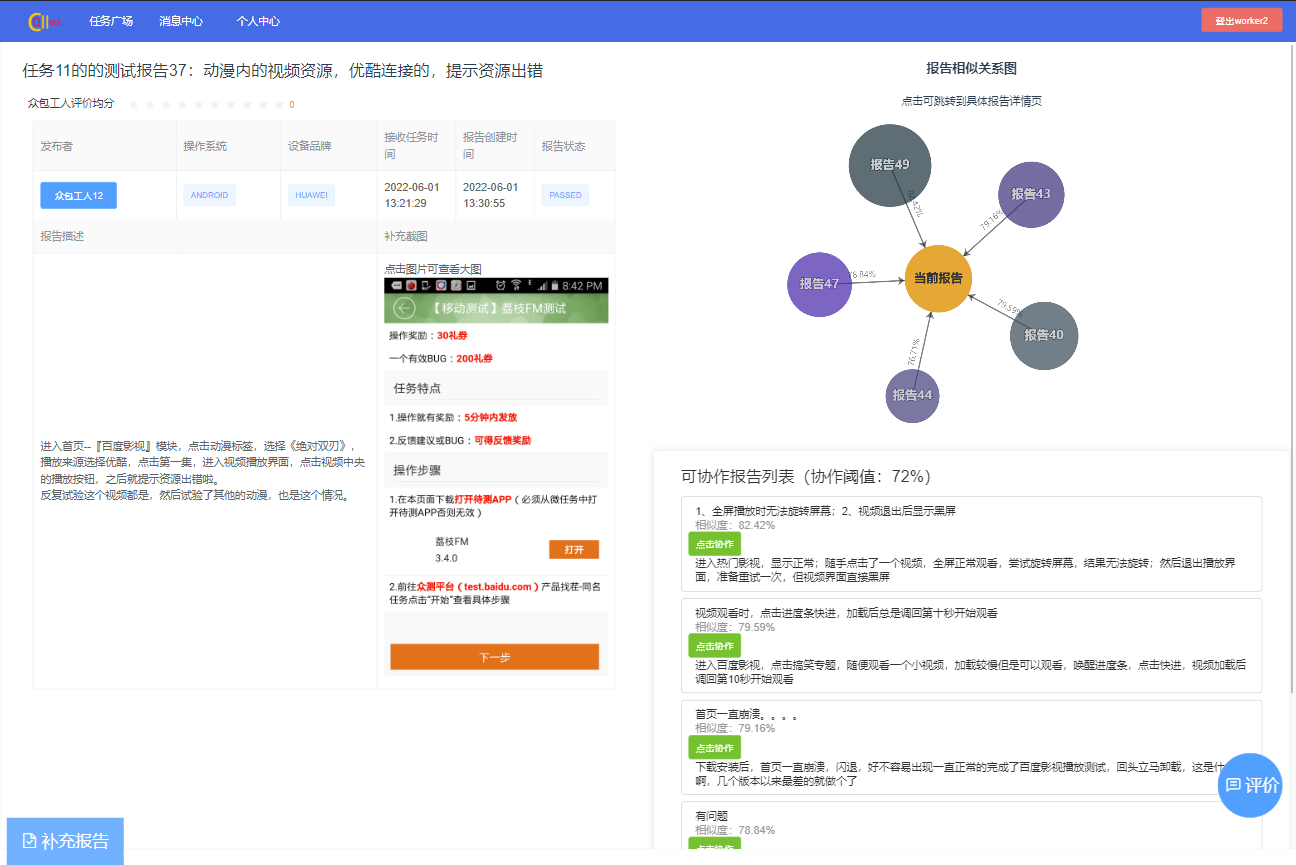 任务广场 消息中心 个人中心 登出worker2
任务11的的测试报告37：动漫内的视频资源，优酷连接的，提示资源出错
众包工人评价均分 0
发布者 操作系统 设备品牌 接收任务时间 报告创建时间 报告状态
众包工人12 ANDROID HUAWEI 2022-06-01 13:21:29 2022-06-01 13:30:55 PASSED
报告描述 补充截图
进入首页--『百度影视』模块，点击动漫标签，选择《绝对双刃》，
播放来源选择优酷，点击第一集，进入视频播放界面，点击视频中央
的播放按钮，之后就提示资源出错啦。
反复试验这个视频都是，然后试验了其他的动漫，也是这个情况。
点击图片可查看大图
8:42 PM
【移动测试】荔枝FM测试
操作奖励：30礼券
一个有效BUG：200礼券
任务特点
1.操作就有奖励：5分钟内发放
2.反馈建议或BUG：可得反馈奖励
操作步骤
1.在本页面下载打开待测APP（必须从微任务中打
开待测APP否则无效）
荔枝FM
3.4.0
打开
2.前往众测平台（test.baidu.com）产品找茬-同名
任务点击“开始”查看具体步骤
下一步
补充报告
报告相似关系图
点击可跳转到具体报告详情页
报告49
82.42%
报告43
79.16%
报告47
78.84%
当前报告
79.59%
报告40
76.71%
报告44
可协作报告列表（协作阈值：72%）
1、全屏播放时无法旋转屏幕；2、视频退出后显示黑屏
相似度：82.42%
点击协作
进入热门影视，显示正常；随手点击了一个视频，全屏正常观看，尝试旋转屏幕，结果无法旋转；然后退出播放界
面，准备重试一次，但视频界面直接黑屏
视频观看时，点击进度条快进，加载后总是调回第十秒开始观看
相似度：79.59%
点击协作
进入百度影视，点击搞笑专题，随便观看一个小视频，加载较慢但是可以观看，唤醒进度条，点击快进，视频加载后
调回第10秒开始观看
首页一直崩溃。。。。
相似度：79.16%
点击协作
下载安装后，首页一直崩溃，闪退，好不容易出现一直正常的完成了百度影视播放测试，回头立马卸载，这是什
啊，几个版本以来最差的就做个了
有问题
相似度：78.84%
点击协作
评价